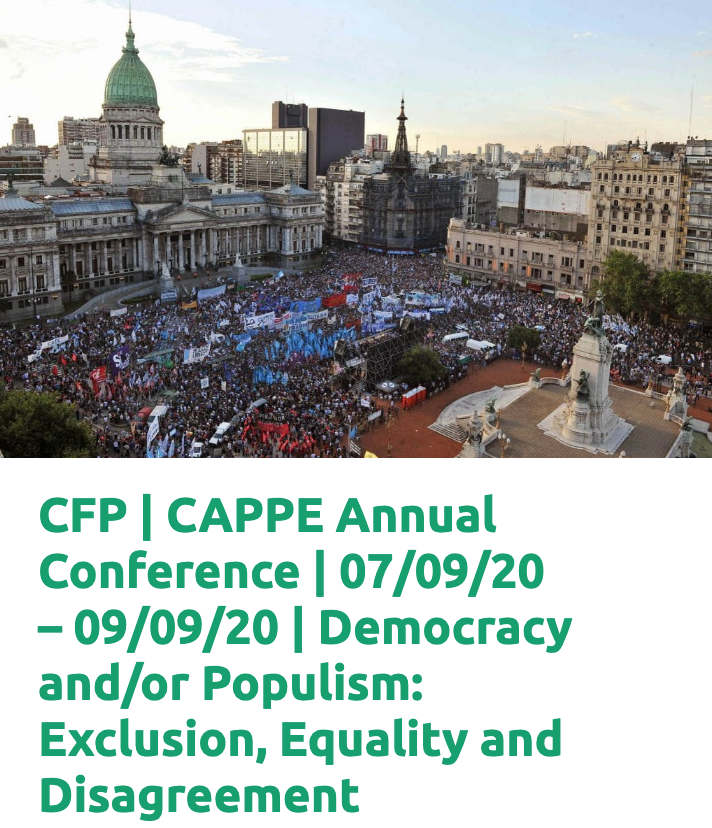 CFP | CAPPE Annual
Conference | 07/09/20
– 09/09/20 | Democracy
and/or Populism:
Exclusion, Equality and
Disagreement